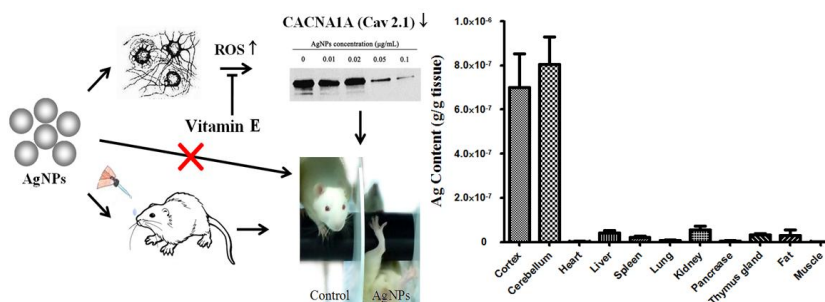 CACNA1A (Cav 2.1) ↓
ROS ↑
AgNPs concentration (μg/mL)
0 0.01 0.02 0.05 0.1
Vitamin E
AgNPs
Control AgNPs
Ag Content (g/g tissue)
1.0×10⁻⁶
8.0×10⁻⁷
6.0×10⁻⁷
4.0×10⁻⁷
2.0×10⁻⁷
0
Cortex
Cerebellum
Heart
Liver
Spleen
Lung
Kidney
Pancrease
Thymus gland
Fat
Muscle